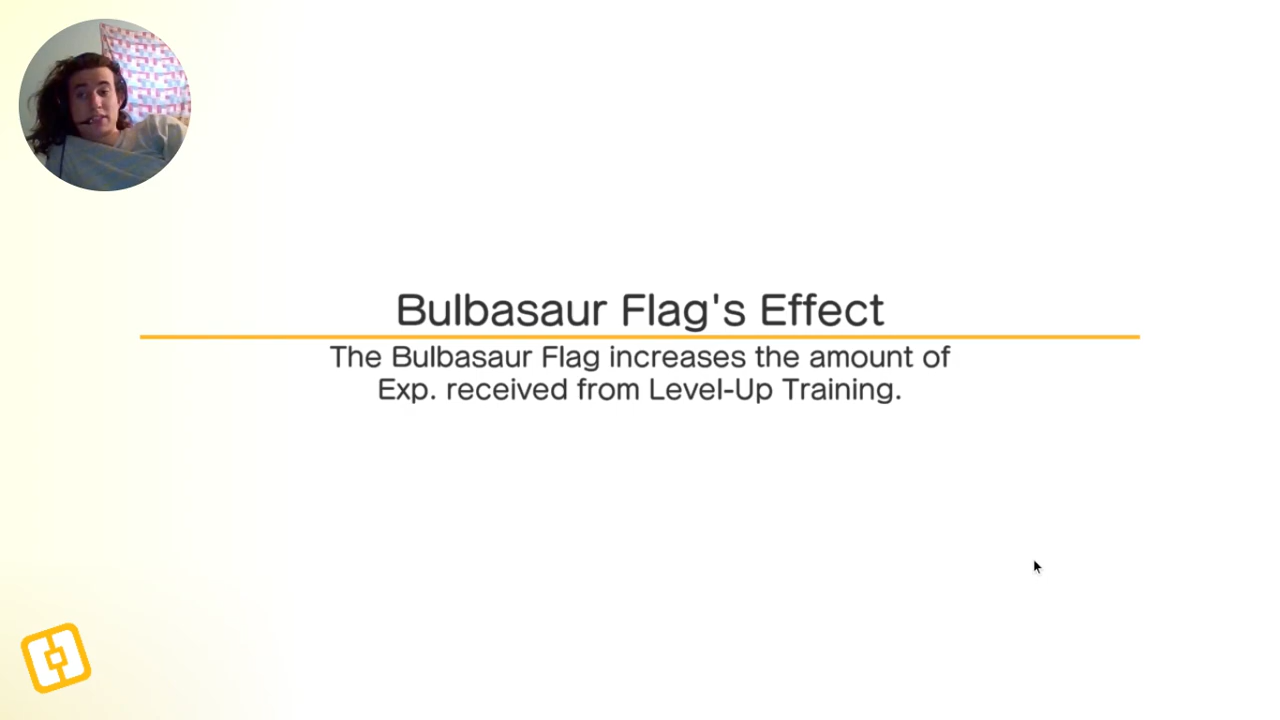 Bulbasaur Flag's Effect
The Bulbasaur Flag increases the amount of
Exp. received from Level-Up Training.